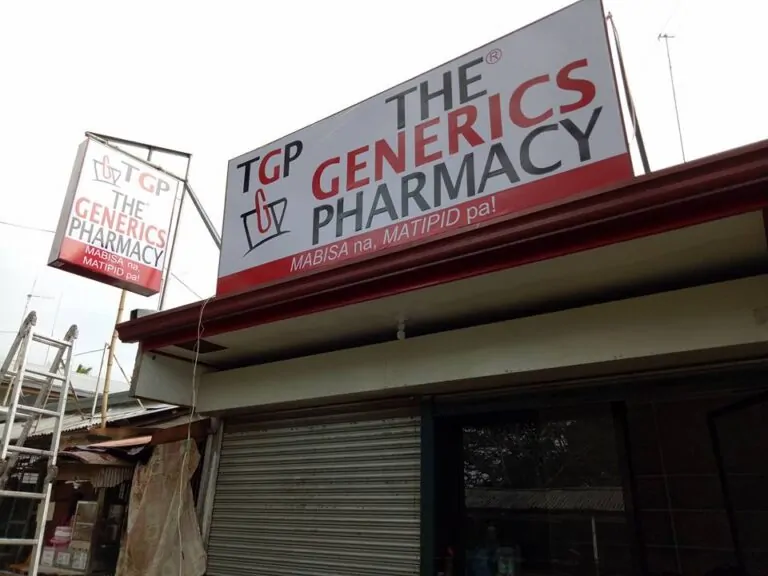 TGP
THE
GENERICS
PHARMACY
MABISA na,
MATIPID pa!
TGP
THE®
GENERICS
PHARMACY
MABISA na, MATIPID pa!